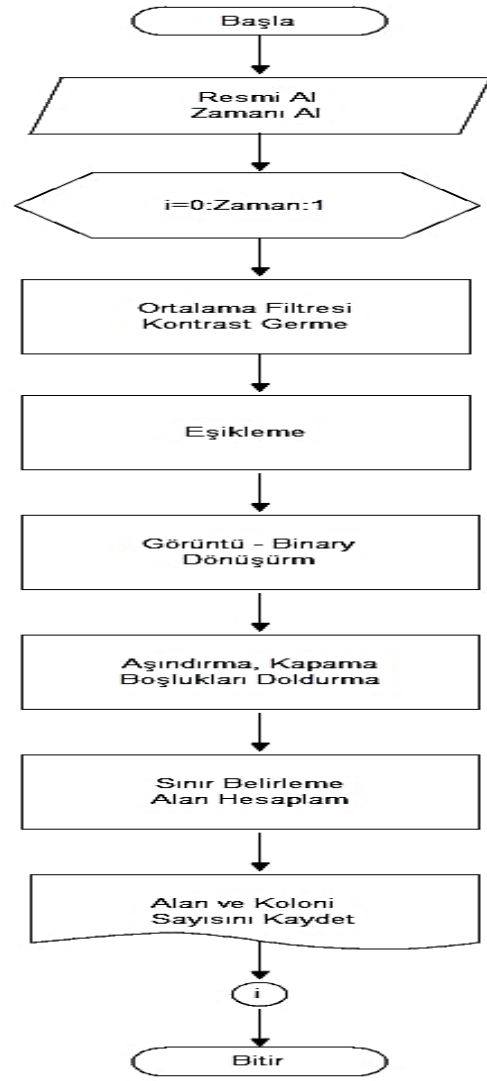 Başla
Resmi Al
Zamanı Al
i=0:Zaman:1
Ortalama Filtresi
Kontrast Germe
Eşikleme
Görüntü - Binary
Dönüşürm
Aşındırma, Kapama
Boşlukları Doldurma
Sınır Belirleme
Alan Hesaplam
Alan ve Koloni
Sayısını Kaydet
i
Bitir